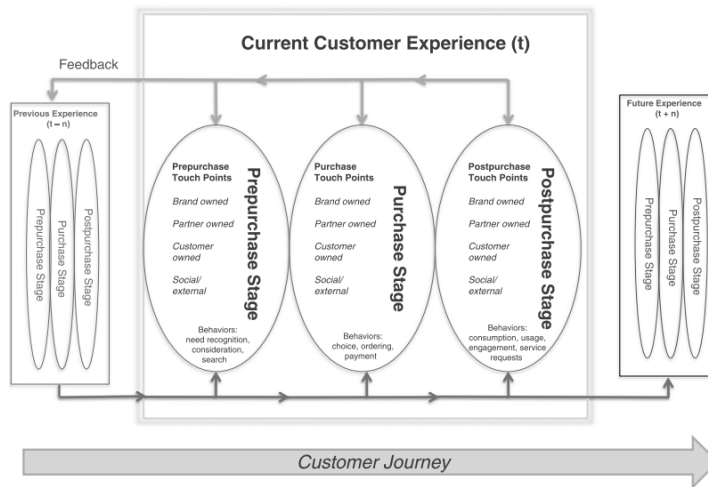 Current Customer Experience (t)
Feedback
Previous Experience
(t – n)
Prepurchase Stage
Purchase Stage
Postpurchase Stage
Prepurchase
Touch Points
Brand owned
Partner owned
Customer
owned
Social/
external
Behaviors:
need recognition,
consideration,
search
Prepurchase Stage
Purchase
Touch Points
Brand owned
Partner owned
Customer
owned
Social/
external
Behaviors:
choice, ordering,
payment
Purchase Stage
Postpurchase
Touch Points
Brand owned
Partner owned
Customer
owned
Social/
external
Behaviors:
consumption, usage,
engagement, service
requests
Postpurchase Stage
Future Experience
(t + n)
Prepurchase Stage
Purchase Stage
Postpurchase Stage
Customer Journey